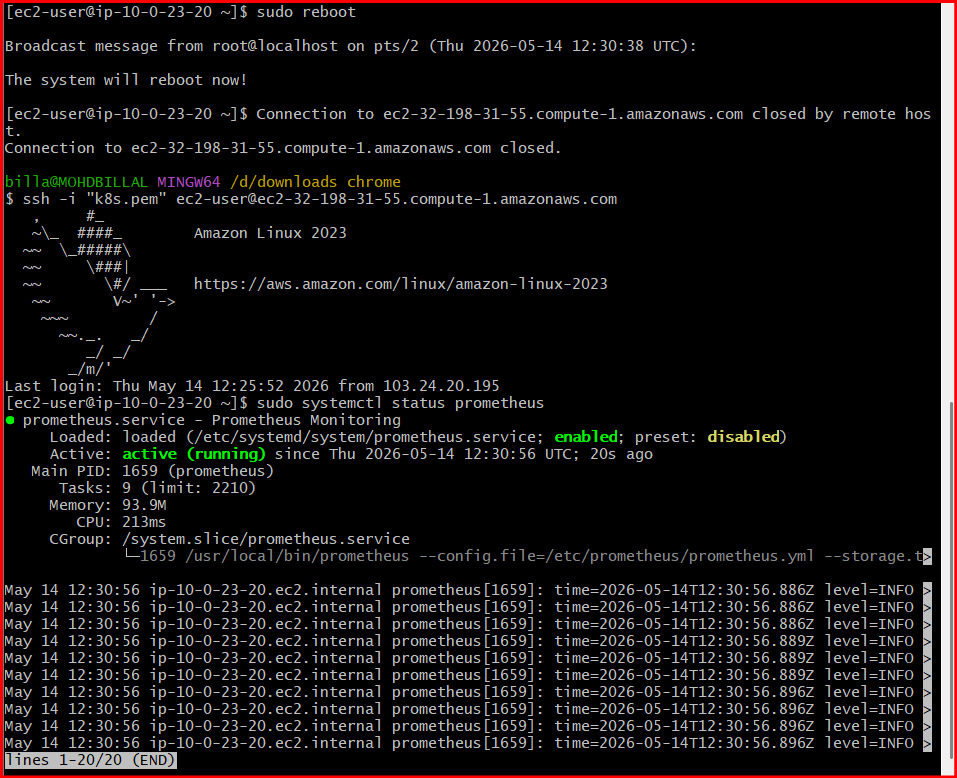 [ec2-user@ip-10-0-23-20 ~]$ sudo reboot
Broadcast message from root@localhost on pts/2 (Thu 2026-05-14 12:30:38 UTC):
The system will reboot now!
[ec2-user@ip-10-0-23-20 ~]$ Connection to ec2-32-198-31-55.compute-1.amazonaws.com closed by remote hos
t.
Connection to ec2-32-198-31-55.compute-1.amazonaws.com closed.
billa@MOHDBILLAL MINGW64 /d/downloads chrome
$ ssh -i "k8s.pem" ec2-user@ec2-32-198-31-55.compute-1.amazonaws.com
   ,     #_
   ~\_  ####_        Amazon Linux 2023
  ~~  \_#####\
  ~~     \###|
  ~~       \#/ ___   https://aws.amazon.com/linux/amazon-linux-2023
   ~~       V~' '->
    ~~~         /
      ~~._.   _/
         _/ _/
       _/m/'
Last login: Thu May 14 12:25:52 2026 from 103.24.20.195
[ec2-user@ip-10-0-23-20 ~]$ sudo systemctl status prometheus
● prometheus.service - Prometheus Monitoring
     Loaded: loaded (/etc/systemd/system/prometheus.service; enabled; preset: disabled)
     Active: active (running) since Thu 2026-05-14 12:30:56 UTC; 20s ago
   Main PID: 1659 (prometheus)
      Tasks: 9 (limit: 2210)
     Memory: 93.9M
        CPU: 213ms
     CGroup: /system.slice/prometheus.service
             └─1659 /usr/local/bin/prometheus --config.file=/etc/prometheus/prometheus.yml --storage.t>
May 14 12:30:56 ip-10-0-23-20.ec2.internal prometheus[1659]: time=2026-05-14T12:30:56.886Z level=INFO >
May 14 12:30:56 ip-10-0-23-20.ec2.internal prometheus[1659]: time=2026-05-14T12:30:56.886Z level=INFO >
May 14 12:30:56 ip-10-0-23-20.ec2.internal prometheus[1659]: time=2026-05-14T12:30:56.886Z level=INFO >
May 14 12:30:56 ip-10-0-23-20.ec2.internal prometheus[1659]: time=2026-05-14T12:30:56.889Z level=INFO >
May 14 12:30:56 ip-10-0-23-20.ec2.internal prometheus[1659]: time=2026-05-14T12:30:56.889Z level=INFO >
May 14 12:30:56 ip-10-0-23-20.ec2.internal prometheus[1659]: time=2026-05-14T12:30:56.889Z level=INFO >
May 14 12:30:56 ip-10-0-23-20.ec2.internal prometheus[1659]: time=2026-05-14T12:30:56.896Z level=INFO >
May 14 12:30:56 ip-10-0-23-20.ec2.internal prometheus[1659]: time=2026-05-14T12:30:56.896Z level=INFO >
May 14 12:30:56 ip-10-0-23-20.ec2.internal prometheus[1659]: time=2026-05-14T12:30:56.896Z level=INFO >
May 14 12:30:56 ip-10-0-23-20.ec2.internal prometheus[1659]: time=2026-05-14T12:30:56.896Z level=INFO >
lines 1-20/20 (END)